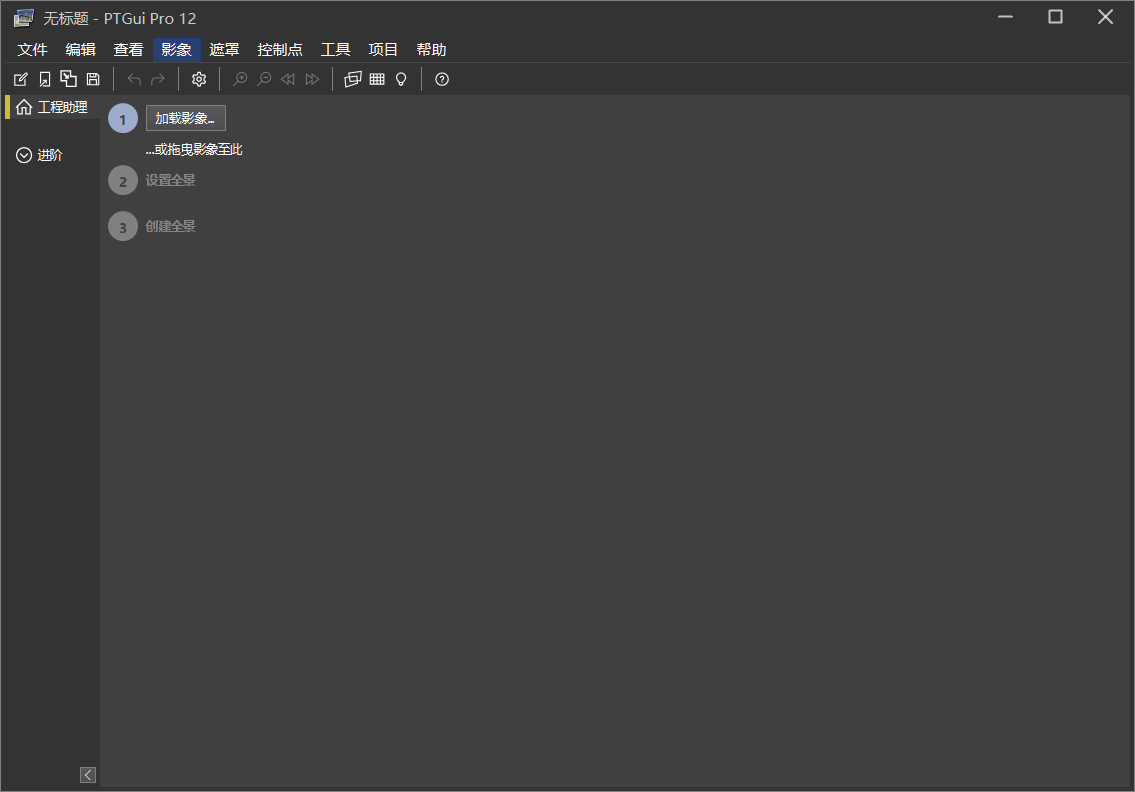 无标题 - PTGui Pro 12
文件 编辑 查看 影象 遮罩 控制点 工具 项目 帮助
工程助理
进阶
1 加载影象...
...或拖曳影象至此
2 设置全景
3 创建全景